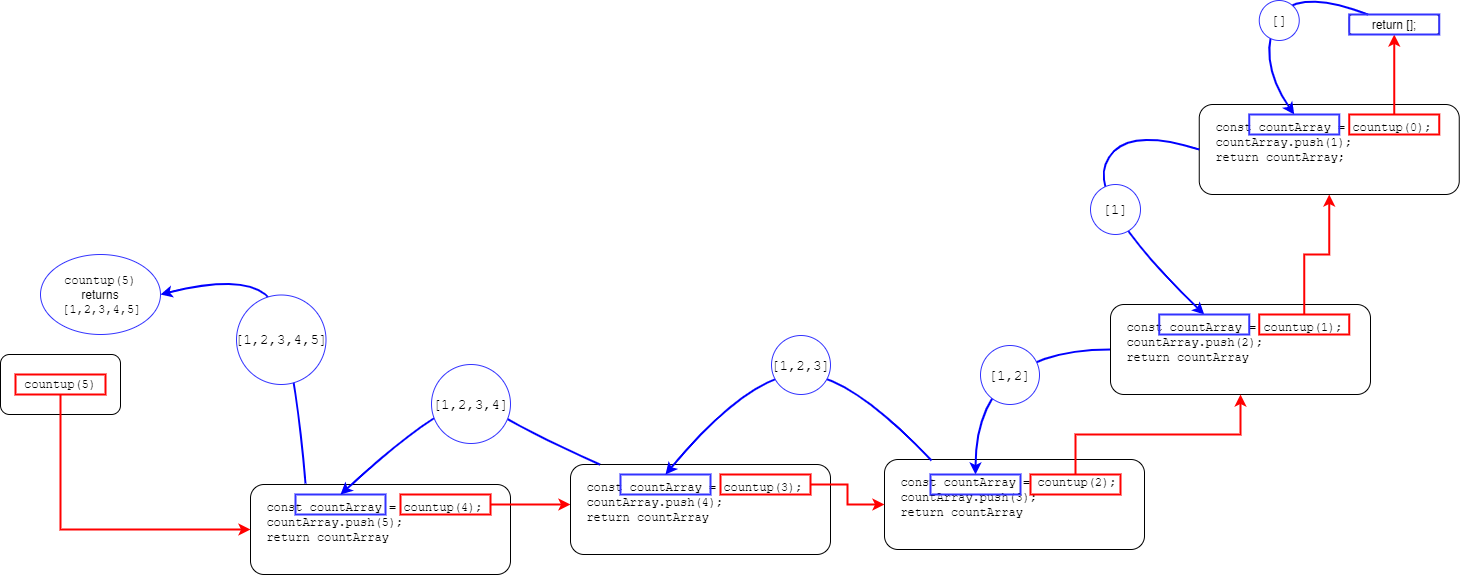 []
return [];
const countArray = countup(0);
countArray.push(1);
return countArray;
[1]
countup(5)
returns
[1,2,3,4,5]
[1,2,3,4,5]
const countArray = countup(1);
countArray.push(2);
return countArray
[1,2,3]
[1,2]
countup(5)
[1,2,3,4]
const countArray = countup(2);
countArray.push(3);
return countArray
const countArray = countup(3);
countArray.push(4);
return countArray
const countArray = countup(4);
countArray.push(5);
return countArray